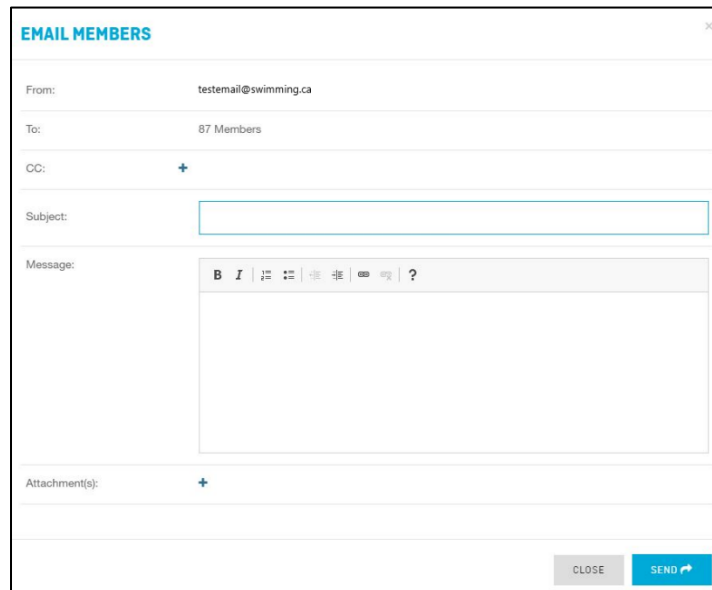 EMAIL MEMBERS
From: testemail@swimming.ca
To: 87 Members
CC:
Subject:
Message:
B I ?
Attachment(s):
CLOSE SEND